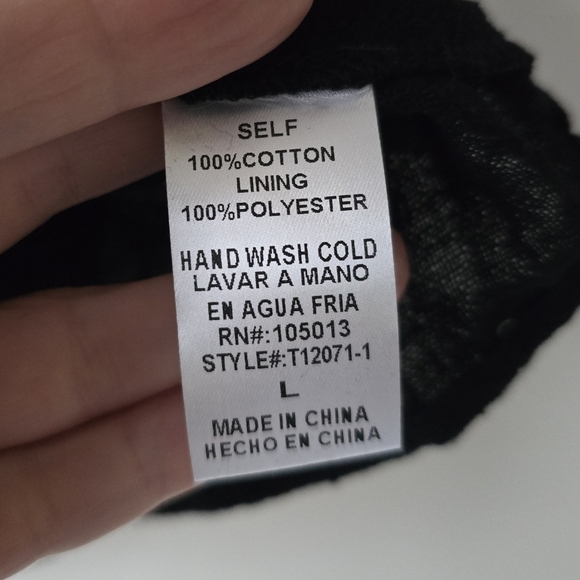 SELF
100%COTTON
LINING
100%POLYESTER
HAND WASH COLD
LAVAR A MANO
EN AGUA FRIA
RN#:105013
STYLE#:T12071-1
L
MADE IN CHINA
HECHO EN CHINA